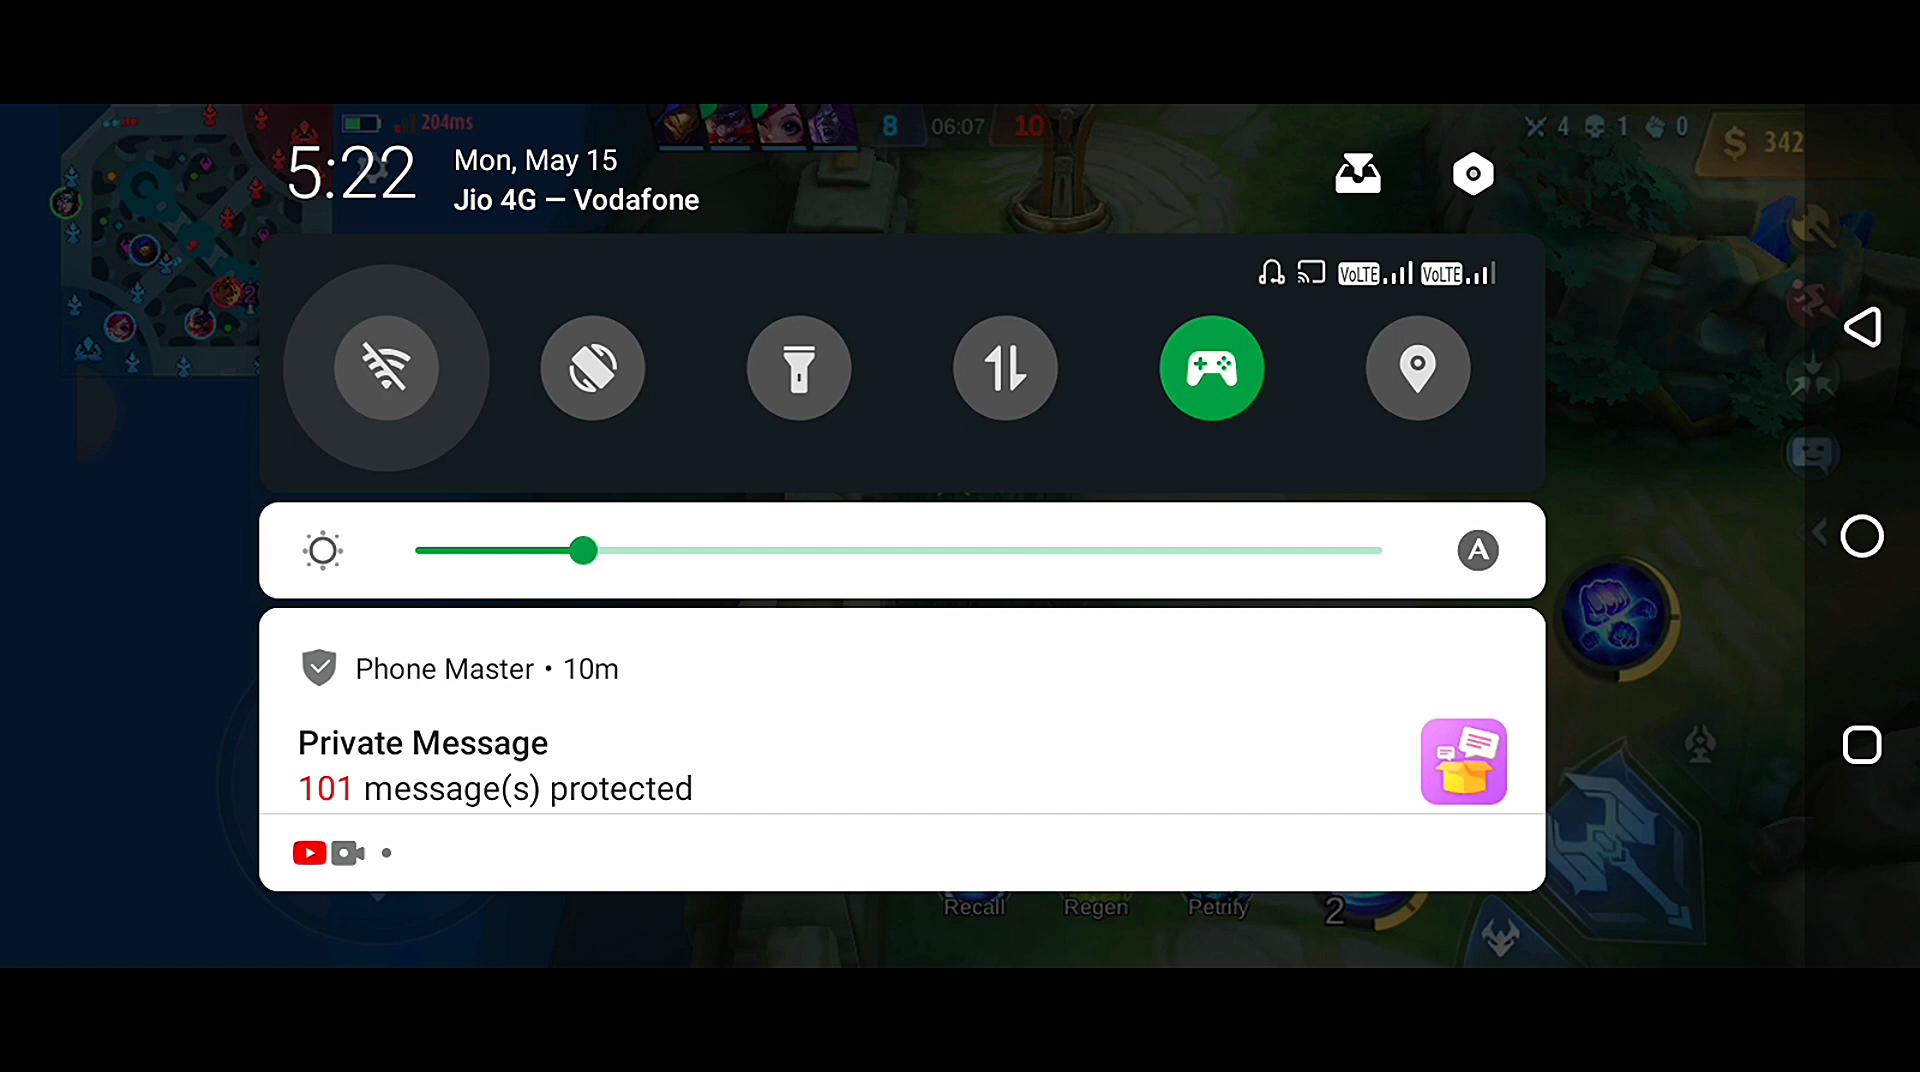 204ms
8 06:07 10
4 1 0
342
5:22
Mon, May 15
Jio 4G — Vodafone
VoLTE VoLTE
A
Phone Master • 10m
Private Message
101 message(s) protected
Recall Regen Petrify 2